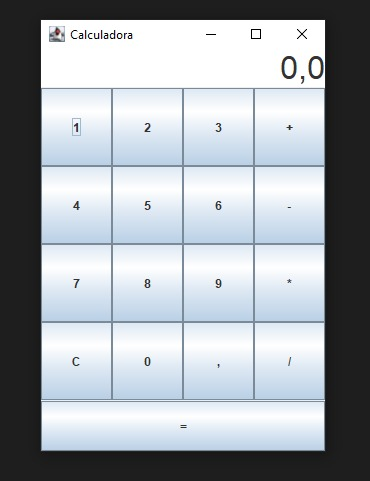 Calculadora
0,0
1 2 3 +
4 5 6 -
7 8 9 *
C 0 , /
=